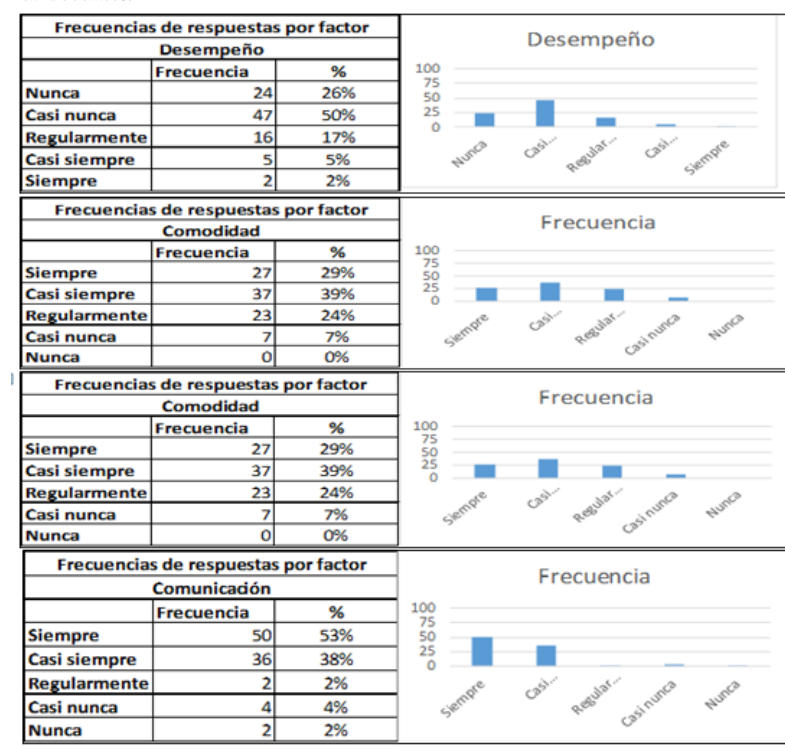 Frecuencias de respuestas por factor
Desempeño
Frecuencia %
Nunca 24 26%
Casi nunca 47 50%
Regularmente 16 17%
Casi siempre 5 5%
Siempre 2 2%
Desempeño
100
75
50
25
0
Nunca Casi... Regular... Casi... Siempre
Frecuencias de respuestas por factor
Comodidad
Frecuencia %
Siempre 27 29%
Casi siempre 37 39%
Regularmente 23 24%
Casi nunca 7 7%
Nunca 0 0%
Frecuencia
100
75
50
25
0
Siempre Casi... Regular... Casi nunca Nunca
Frecuencias de respuestas por factor
Comodidad
Frecuencia %
Siempre 27 29%
Casi siempre 37 39%
Regularmente 23 24%
Casi nunca 7 7%
Nunca 0 0%
Frecuencia
100
75
50
25
0
Siempre Casi... Regular... Casi nunca Nunca
Frecuencias de respuestas por factor
Comunicación
Frecuencia %
Siempre 50 53%
Casi siempre 36 38%
Regularmente 2 2%
Casi nunca 4 4%
Nunca 2 2%
Frecuencia
100
75
50
25
0
Siempre Casi... Regular... Casi nunca Nunca